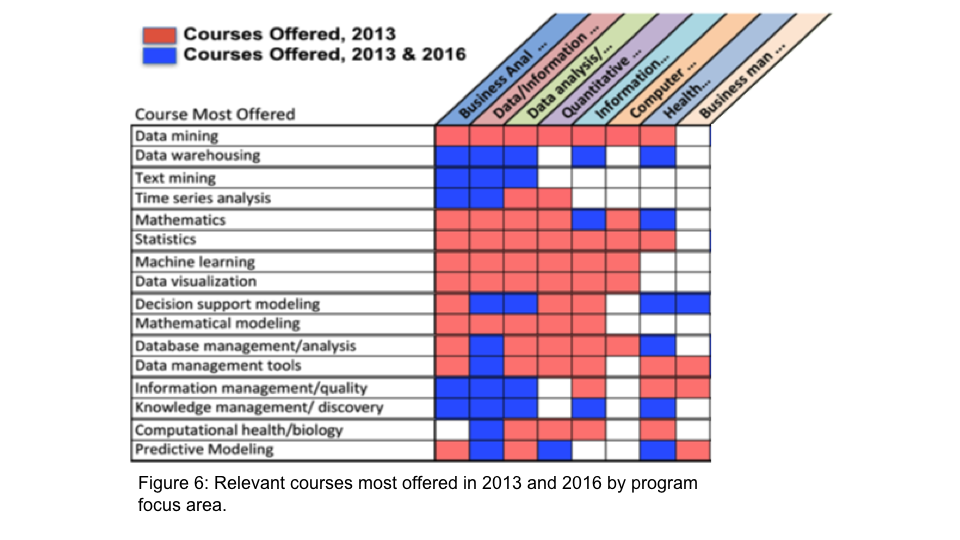 Courses Offered, 2013
Courses Offered, 2013 & 2016
Business Anal ...
Data/Information ...
Data analysis/ ...
Quantitative ...
Information...
Computer ...
Health...
Business man ...
Course Most Offered
Data mining
Data warehousing
Text mining
Time series analysis
Mathematics
Statistics
Machine learning
Data visualization
Decision support modeling
Mathematical modeling
Database management/analysis
Data management tools
Information management/quality
Knowledge management/ discovery
Computational health/biology
Predictive Modeling
Figure 6: Relevant courses most offered in 2013 and 2016 by program
focus area.